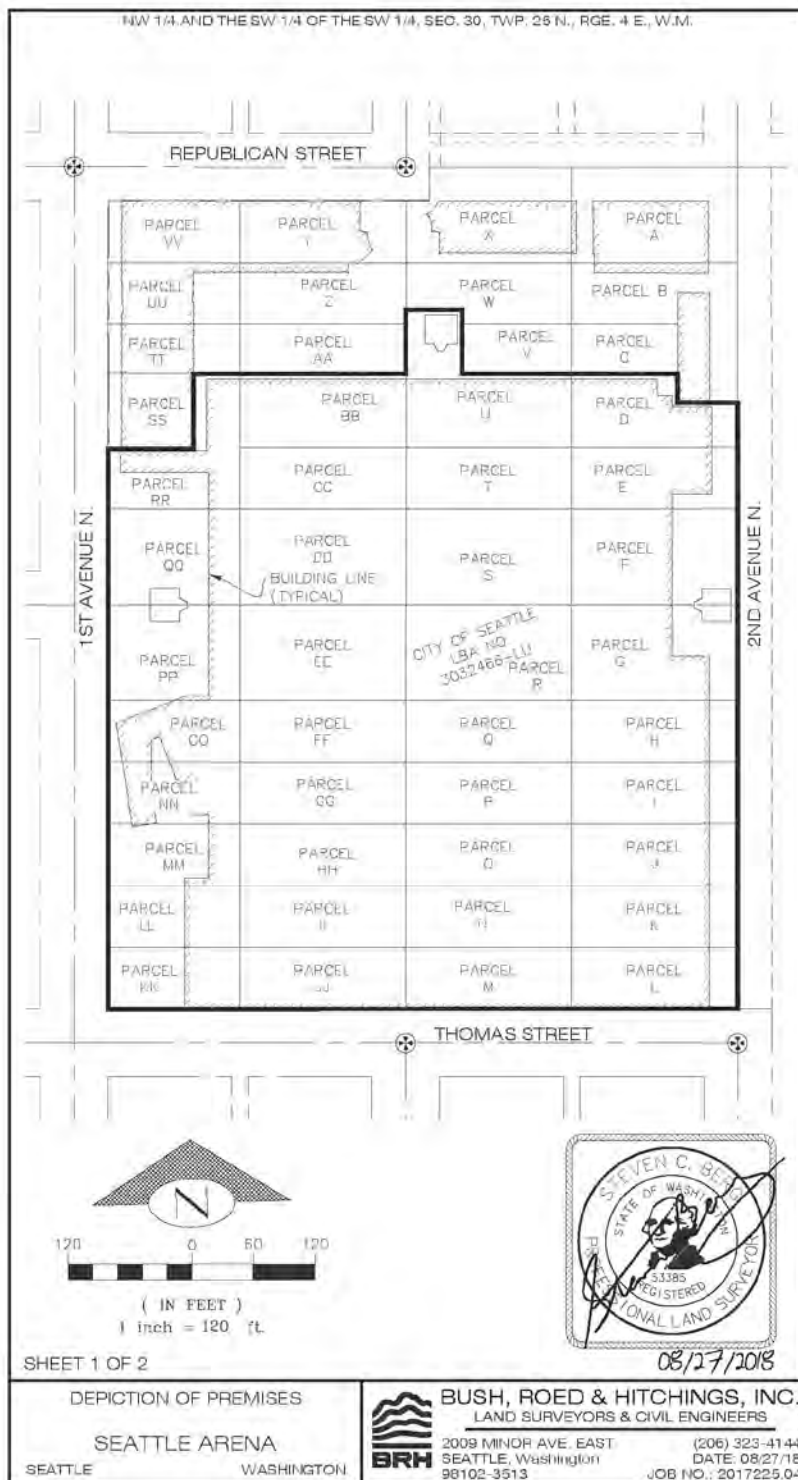 NW 1/4 AND THE SW 1/4 OF THE SW 1/4, SEC. 30, TWP. 25 N., RGE. 4 E., W.M.
REPUBLICAN STREET
PARCEL
VV
PARCEL
Y
PARCEL
X
PARCEL
A
PARCEL
UU
PARCEL
Z
PARCEL
W
PARCEL B
PARCEL
TT
PARCEL
AA
PARCEL
V
PARCEL
C
PARCEL
SS
PARCEL
BB
PARCEL
U
PARCEL
D
PARCEL
RR
PARCEL
CC
PARCEL
T
PARCEL
E
1ST AVENUE N.
PARCEL
QQ
PARCEL
DD
BUILDING LINE
(TYPICAL)
PARCEL
S
PARCEL
F
2ND AVENUE N.
PARCEL
PP
PARCEL
EE
CITY OF SEATTLE
LBA NO
3032466-LU
PARCEL
R
PARCEL
G
PARCEL
OO
PARCEL
FF
PARCEL
Q
PARCEL
H
PARCEL
NN
PARCEL
GG
PARCEL
P
PARCEL
I
PARCEL
MM
PARCEL
HH
PARCEL
O
PARCEL
J
PARCEL
LL
PARCEL
II
PARCEL
PARCEL
K
PARCEL
KK
PARCEL
JJ
PARCEL
M
PARCEL
L
THOMAS STREET
N
120 0 60 120
( IN FEET )
1 inch = 120 ft.
STEVEN C. BERG
STATE OF WASHINGTON
53385
REGISTERED
PROFESSIONAL LAND SURVEYOR
08/27/2018
SHEET 1 OF 2
DEPICTION OF PREMISES
SEATTLE ARENA
SEATTLE WASHINGTON
BRH
BUSH, ROED & HITCHINGS, INC.
LAND SURVEYORS & CIVIL ENGINEERS
2009 MINOR AVE. EAST (206) 323-4144
SEATTLE, Washington DATE: 08/27/18
98102-3513 JOB NO.: 2017225.04